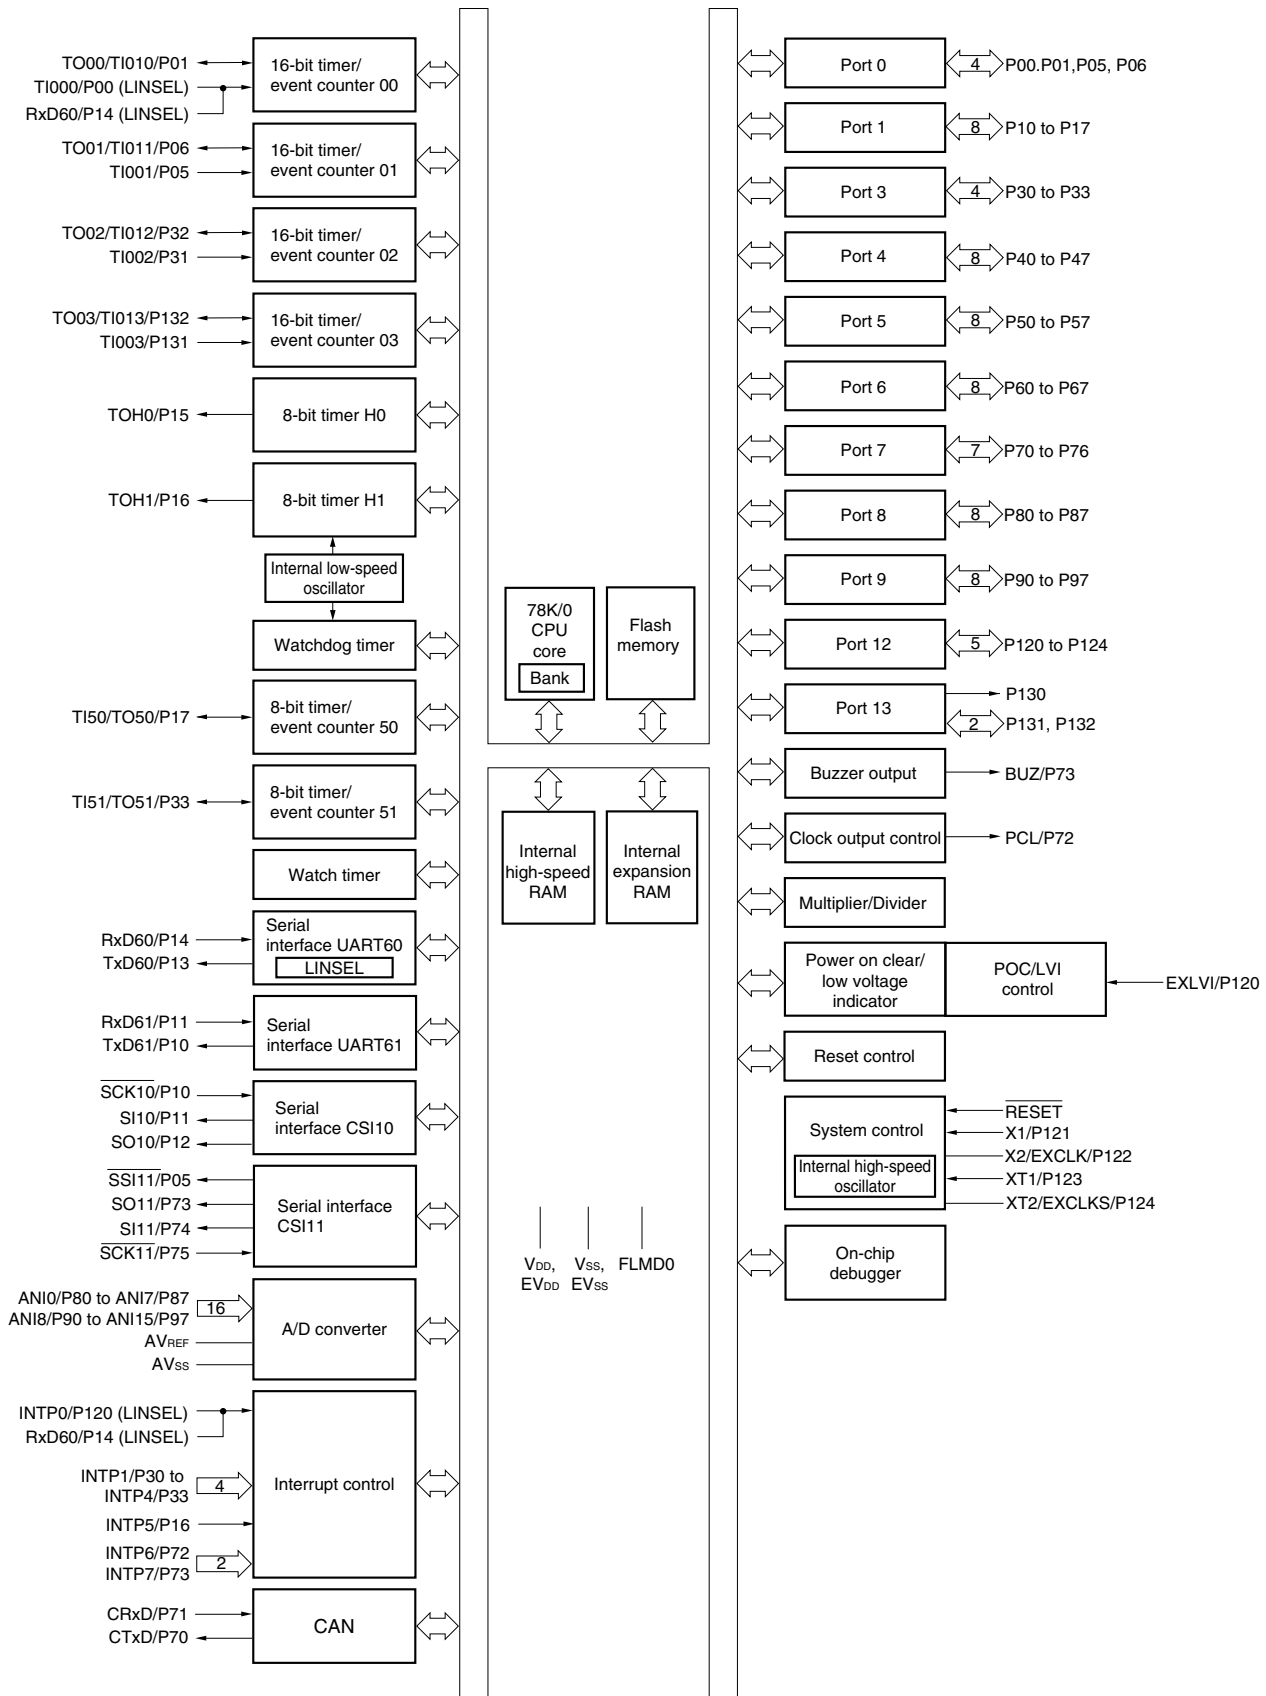 TO00/TI010/P01
TI000/P00 (LINSEL)
RxD60/P14 (LINSEL)
16-bit timer/
event counter 00
TO01/TI011/P06
TI001/P05
16-bit timer/
event counter 01
TO02/TI012/P32
TI002/P31
16-bit timer/
event counter 02
TO03/TI013/P132
TI003/P131
16-bit timer/
event counter 03
TOH0/P15
8-bit timer H0
TOH1/P16
8-bit timer H1
Internal low-speed
oscillator
Watchdog timer
TI50/TO50/P17
8-bit timer/
event counter 50
TI51/TO51/P33
8-bit timer/
event counter 51
Watch timer
RxD60/P14
TxD60/P13
Serial
interface UART60
LINSEL
RxD61/P11
TxD61/P10
Serial
interface UART61
SCK10/P10
SI10/P11
SO10/P12
Serial
interface CSI10
SSI11/P05
SO11/P73
SI11/P74
SCK11/P75
Serial interface
CSI11
ANI0/P80 to ANI7/P87
ANI8/P90 to ANI15/P97
16
AVREF
AVSS
A/D converter
INTP0/P120 (LINSEL)
RxD60/P14 (LINSEL)
INTP1/P30 to
INTP4/P33
4
INTP5/P16
INTP6/P72
INTP7/P73
2
Interrupt control
CRxD/P71
CTxD/P70
CAN
78K/0
CPU
core
Bank
Flash
memory
Internal
high-speed
RAM
Internal
expansion
RAM
VDD,
EVDD
VSS,
EVSS
FLMD0
Port 0
4
P00.P01,P05, P06
Port 1
8
P10 to P17
Port 3
4
P30 to P33
Port 4
8
P40 to P47
Port 5
8
P50 to P57
Port 6
8
P60 to P67
Port 7
7
P70 to P76
Port 8
8
P80 to P87
Port 9
8
P90 to P97
Port 12
5
P120 to P124
Port 13
P130
2
P131, P132
Buzzer output
BUZ/P73
Clock output control
PCL/P72
Multiplier/Divider
Power on clear/
low voltage
indicator
POC/LVI
control
EXLVI/P120
Reset control
System control
Internal high-speed
oscillator
RESET
X1/P121
X2/EXCLK/P122
XT1/P123
XT2/EXCLKS/P124
On-chip
debugger